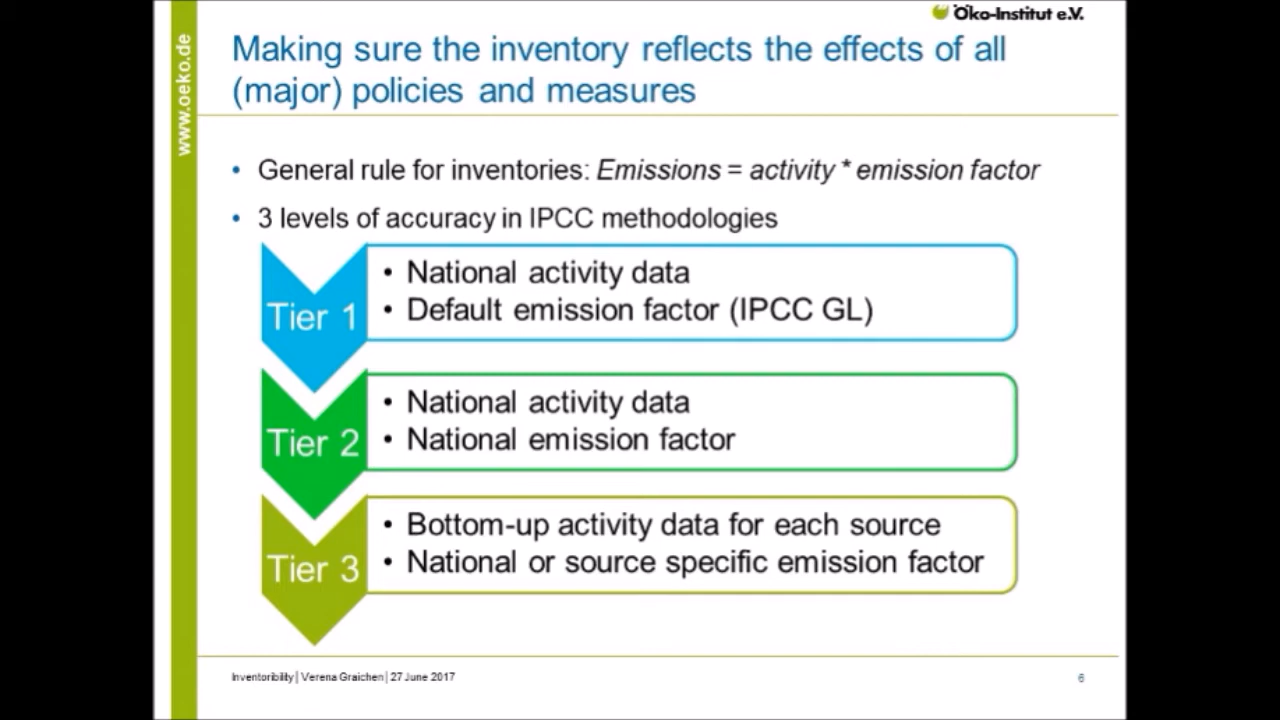 Öko-Institut e.V.
www.oeko.de
Making sure the inventory reflects the effects of all
(major) policies and measures
• General rule for inventories: Emissions = activity * emission factor
• 3 levels of accuracy in IPCC methodologies
Tier 1
• National activity data
• Default emission factor (IPCC GL)
Tier 2
• National activity data
• National emission factor
Tier 3
• Bottom-up activity data for each source
• National or source specific emission factor
Inventoribility | Verena Graichen | 27 June 2017
6